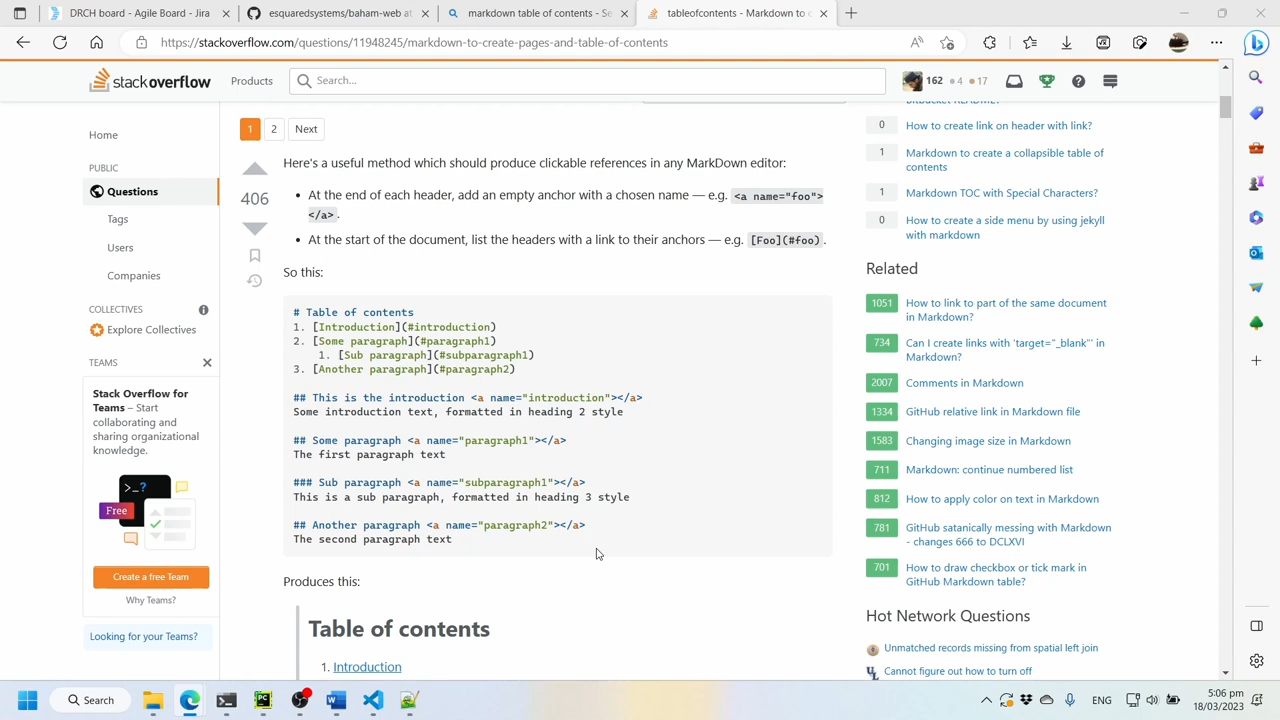 DRCH board - Agile Board - Jira
esquaredsystems/baham-web at
markdown table of contents - Se
tableofcontents - Markdown to c
https://stackoverflow.com/questions/11948245/markdown-to-create-pages-and-table-of-contents
stackoverflow
Products
Search...
162
4
17
Home
PUBLIC
Questions
Tags
Users
Companies
COLLECTIVES
Explore Collectives
TEAMS
Stack Overflow for
Teams – Start
collaborating and
sharing organizational
knowledge.
>_?
Free
Create a free Team
Why Teams?
Looking for your Teams?
1 2 Next
Here's a useful method which should produce clickable references in any MarkDown editor:
406
• At the end of each header, add an empty anchor with a chosen name — e.g. <a name="foo">
</a>.
• At the start of the document, list the headers with a link to their anchors — e.g. [Foo](#foo).
So this:
# Table of contents
1. [Introduction](#introduction)
2. [Some paragraph](#paragraph1)
    1. [Sub paragraph](#subparagraph1)
3. [Another paragraph](#paragraph2)
## This is the introduction <a name="introduction"></a>
Some introduction text, formatted in heading 2 style
## Some paragraph <a name="paragraph1"></a>
The first paragraph text
### Sub paragraph <a name="subparagraph1"></a>
This is a sub paragraph, formatted in heading 3 style
## Another paragraph <a name="paragraph2"></a>
The second paragraph text
Produces this:
Table of contents
1. Introduction
Bitbucket README?
0 How to create link on header with link?
1 Markdown to create a collapsible table of
contents
1 Markdown TOC with Special Characters?
0 How to create a side menu by using jekyll
with markdown
Related
1051 How to link to part of the same document
in Markdown?
734 Can I create links with 'target="_blank"' in
Markdown?
2007 Comments in Markdown
1334 GitHub relative link in Markdown file
1583 Changing image size in Markdown
711 Markdown: continue numbered list
812 How to apply color on text in Markdown
781 GitHub satanically messing with Markdown
- changes 666 to DCLXVI
701 How to draw checkbox or tick mark in
GitHub Markdown table?
Hot Network Questions
Unmatched records missing from spatial left join
Cannot figure out how to turn off
Search
ENG
5:06 pm
18/03/2023